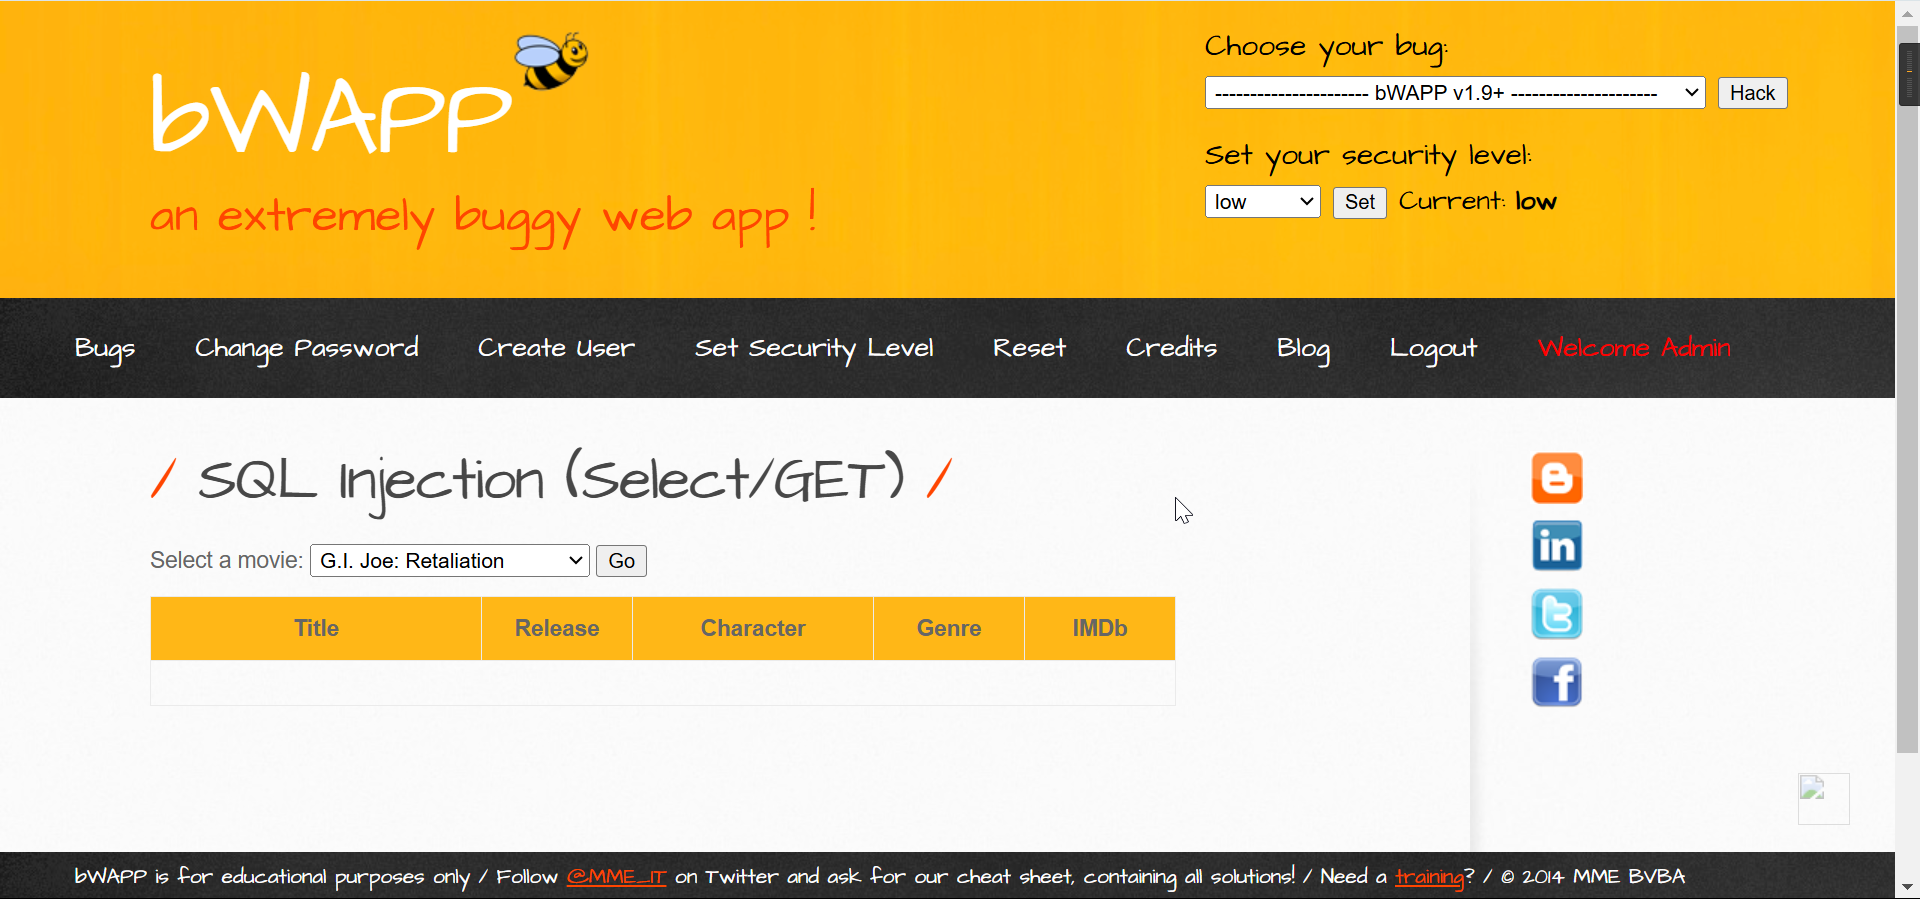 bWAPP
an extremely buggy web app !
Choose your bug:
---------------------- bWAPP v1.9+ --------------------- Hack
Set your security level:
low Set Current: low
Bugs Change Password Create User Set Security Level Reset Credits Blog Logout Welcome Admin
/ SQL Injection (Select/GET) /
Select a movie: G.I. Joe: Retaliation Go
Title Release Character Genre IMDb
bWAPP is for educational purposes only / Follow @MME_IT on Twitter and ask for our cheat sheet, containing all solutions! / Need a training? / © 2014 MME BVBA